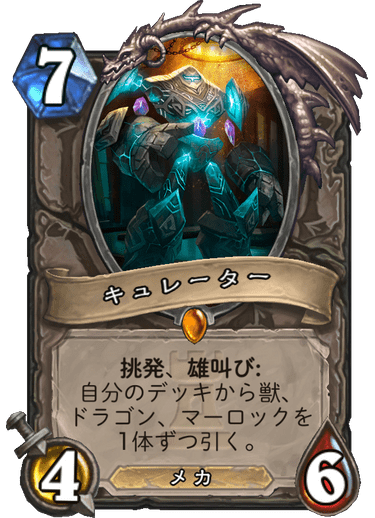 7
キュレーター
挑発、雄叫び:
自分のデッキから獣、
ドラゴン、マーロックを
1体ずつ引く。
4
メカ
6